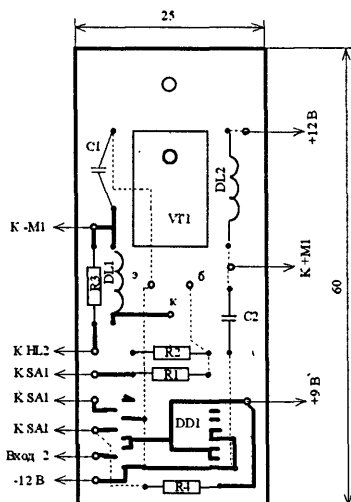 25
C1
+12 В
DL2
VT1
К -М1
К +М1
э
б
DL1
R3
к
60
C2
К HL2
R2
К SA1
R1
К SA1
+9 В
DD1
К SA1
Вход 2
-12 В
R4